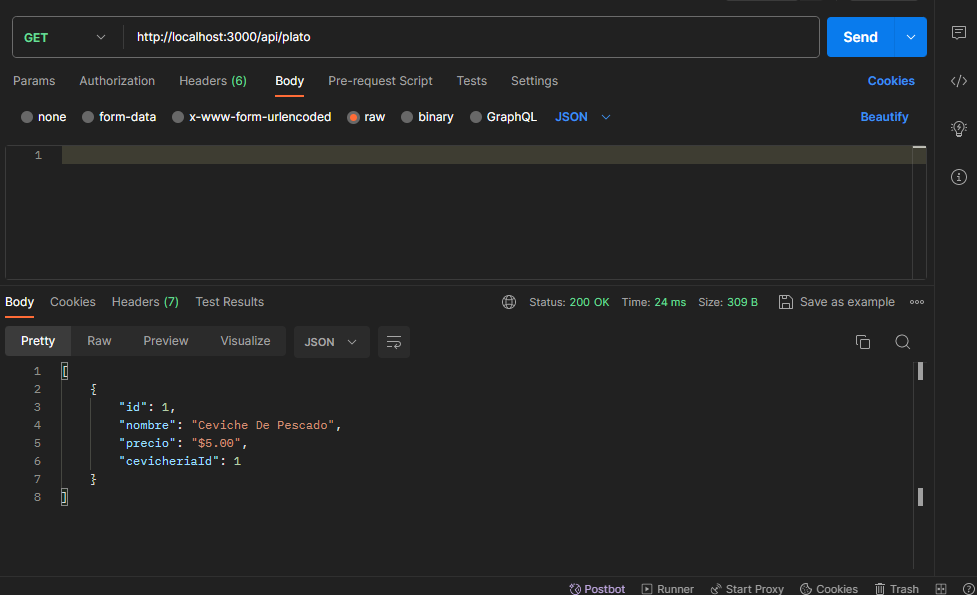 GET http://localhost:3000/api/plato Send
Params Authorization Headers (6) Body Pre-request Script Tests Settings Cookies
none form-data x-www-form-urlencoded raw binary GraphQL JSON Beautify
1
Body Cookies Headers (7) Test Results Status: 200 OK Time: 24 ms Size: 309 B Save as example
Pretty Raw Preview Visualize JSON
1 [
2 {
3 "id": 1,
4 "nombre": "Ceviche De Pescado",
5 "precio": "$5.00",
6 "cevicheriaId": 1
7 }
8 ]
Postbot Runner Start Proxy Cookies Trash